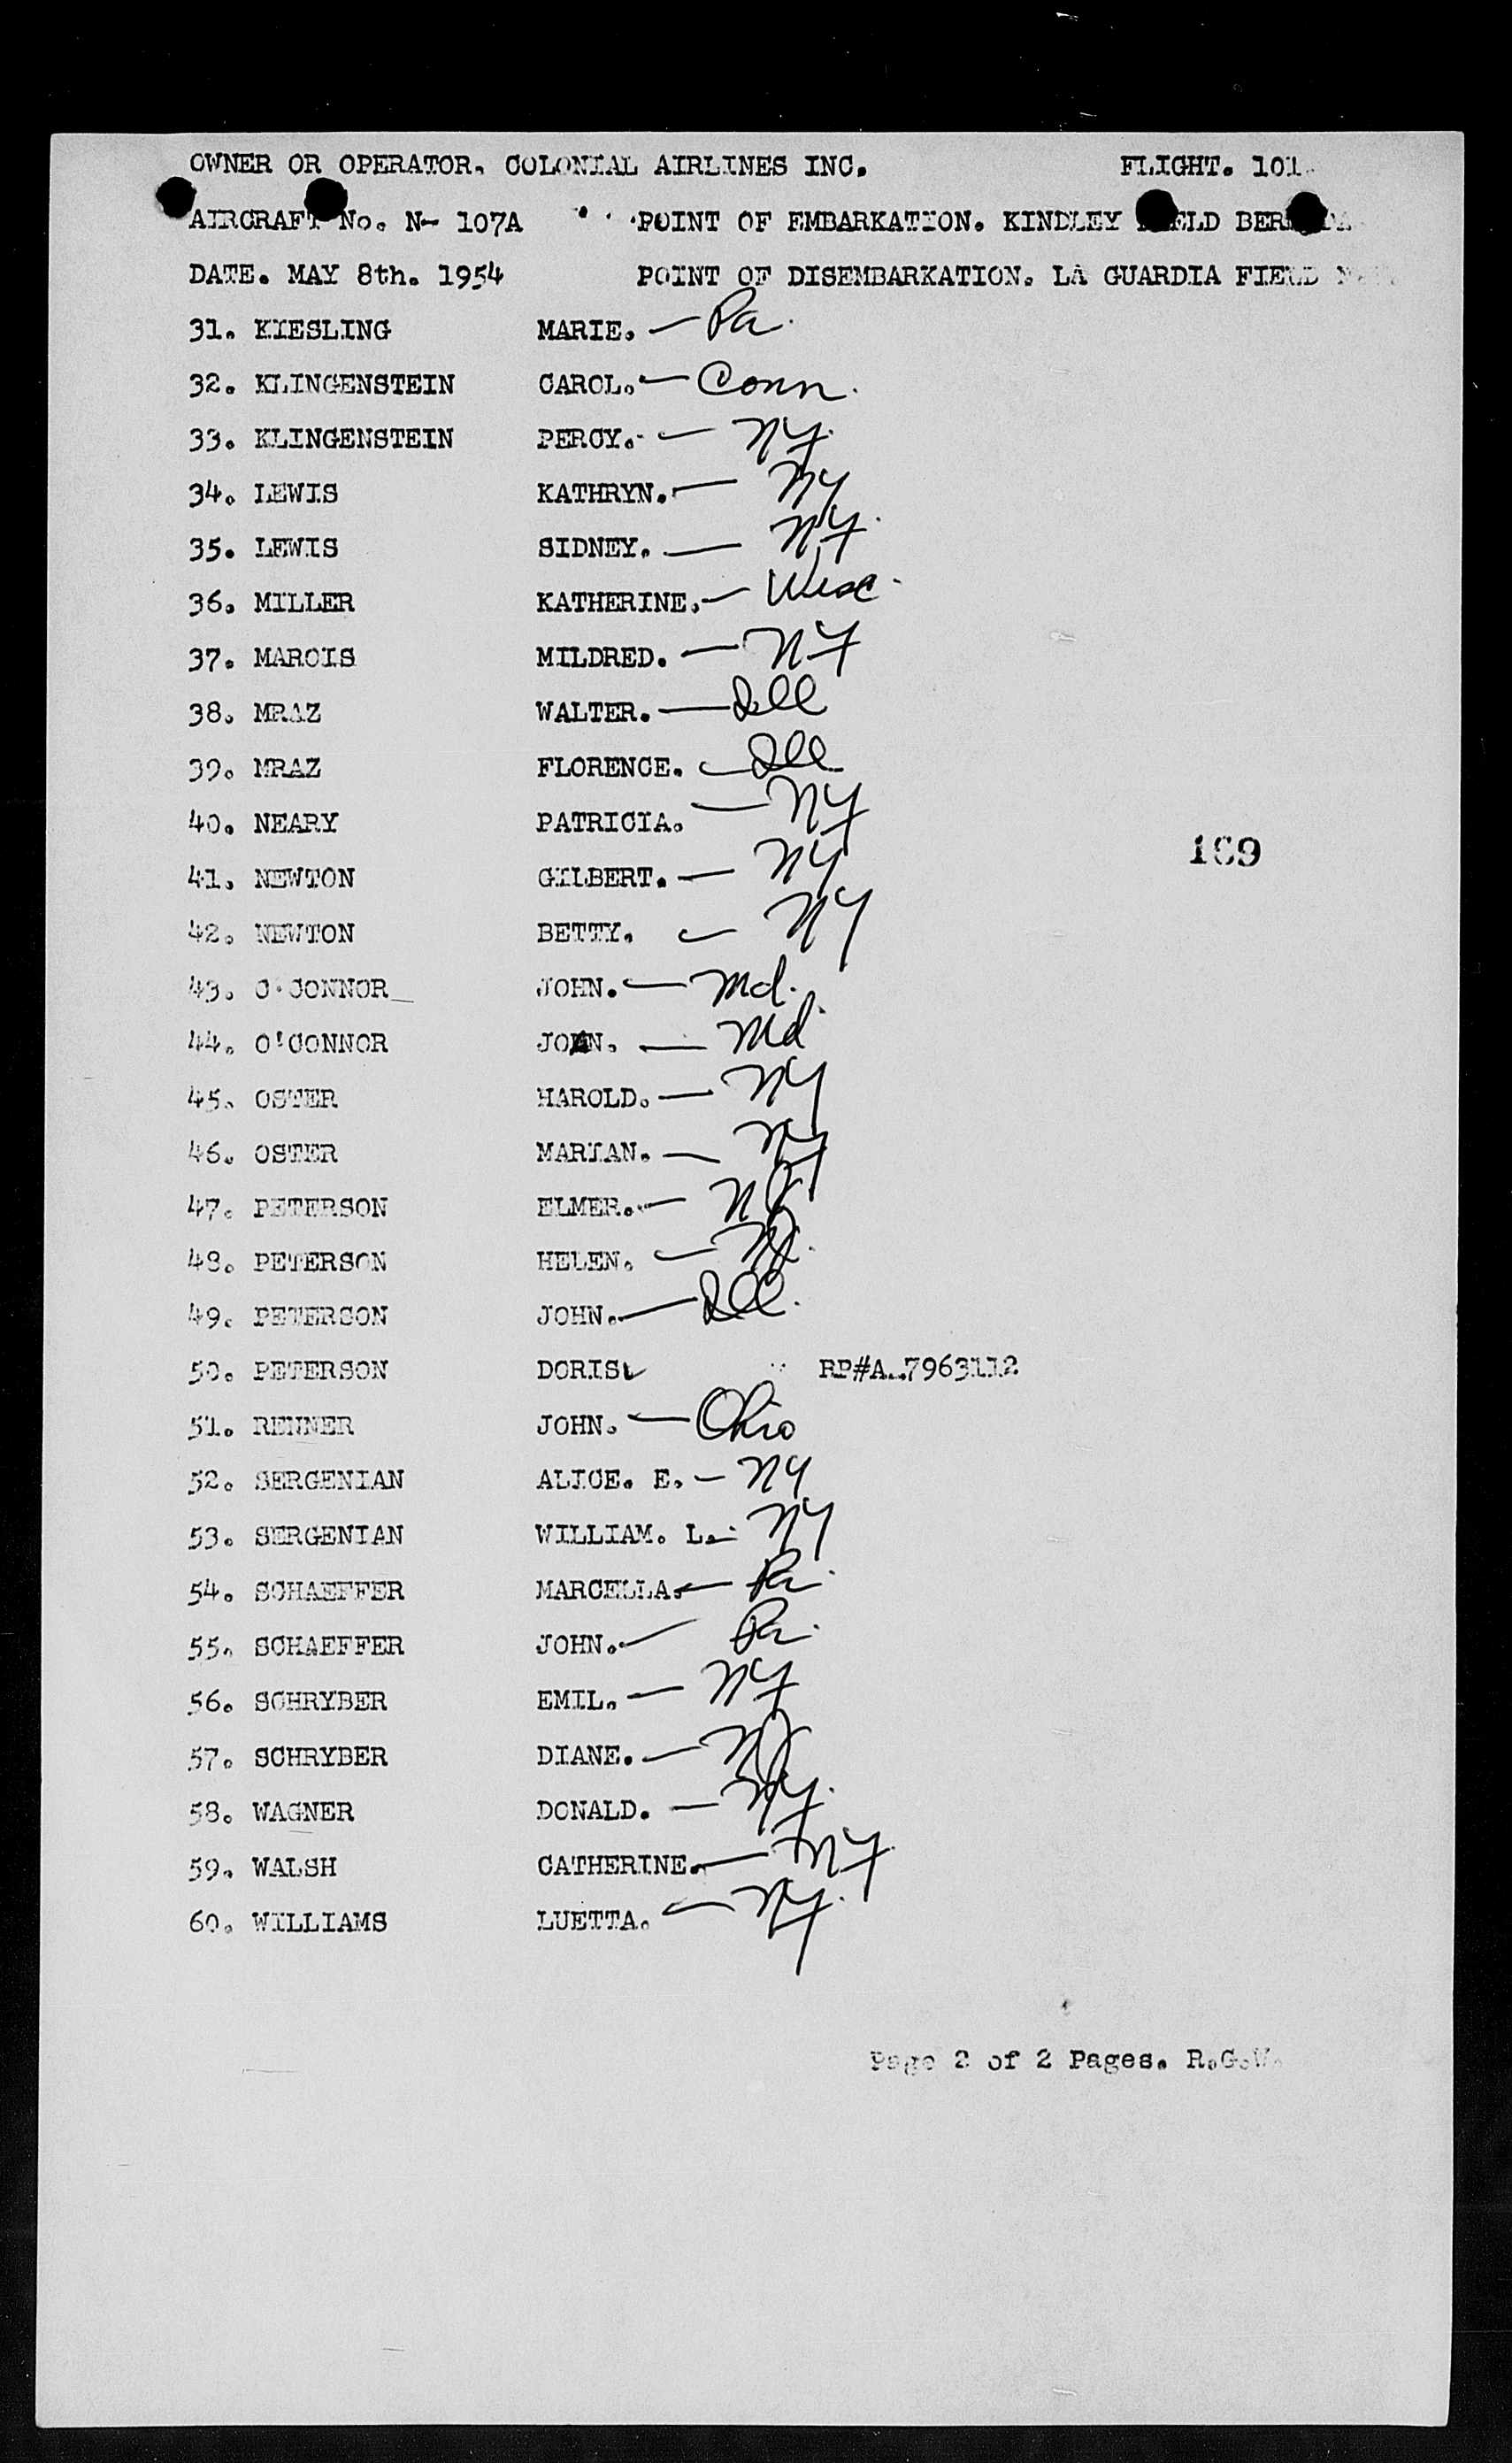 OWNER OR OPERATOR. COLONIAL AIRLINES INC. FLIGHT. 101
AIRCRAFT No. N- 107A POINT OF EMBARKATION. KINDLEY
DATE. MAY 8th. 1954 POINT OF DISEMBARKATION. LA GUARDIA FIELD
31. KIESLING MARIE. — Pa.
32. KLINGENSTEIN CAROL. — Conn.
33. KLINGENSTEIN PERCY. — NY.
34. LEWIS KATHRYN. — NY
35. LEWIS SIDNEY. — NY.
36. MILLER KATHERINE. — Wisc.
37. MAROIS MILDRED. — NY
38. MRAZ WALTER. — Ill
39. MRAZ FLORENCE. — Ill
40. NEARY PATRICIA. — NY
41. NEWTON GILBERT. — NY
42. NEWTON BETTY. — NY
43. O'CONNOR JOHN. — Md.
44. O'CONNOR JOAN. — Md.
45. OSTER HAROLD. — NY
46. OSTER MARIAN. — NY
47. PETERSON ELMER. — NJ
48. PETERSON HELEN. — NJ.
49. PETERSON JOHN. — Ill.
50. PETERSON DORIS RP#A-7963112
51. RENNER JOHN. — Ohio
52. SERGENIAN ALICE. E. — NY
53. SERGENIAN WILLIAM. L. — NY
54. SCHAEFFER MARCELLA. — Pa.
55. SCHAEFFER JOHN. — Pa.
56. SCHRYBER EMIL. — NY
57. SCHRYBER DIANE. — NY
58. WAGNER DONALD. — NY.
59. WALSH CATHERINE. — NY.
60. WILLIAMS LUETTA. — NY.
169
Page 2 of 2 Pages. R.G.W.